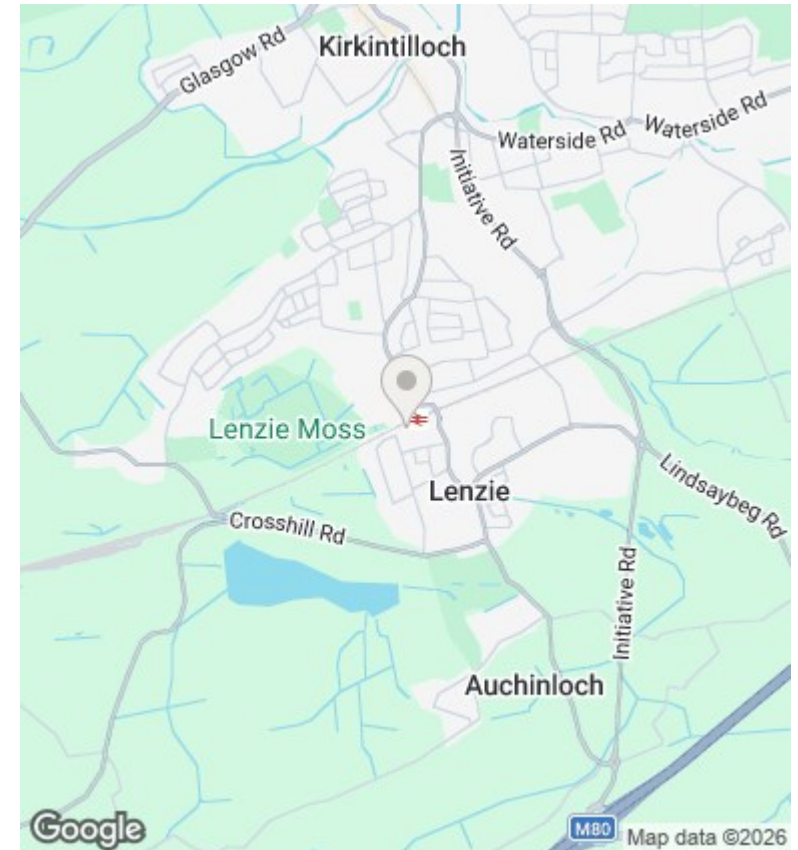 Kirkintilloch
Glasgow Rd
Waterside Rd
Waterside Rd
Initiative Rd
Lenzie Moss
Lenzie
Lindsaybeg Rd
Crosshill Rd
Initiative Rd
Auchinloch
Google
M80
Map data ©2026